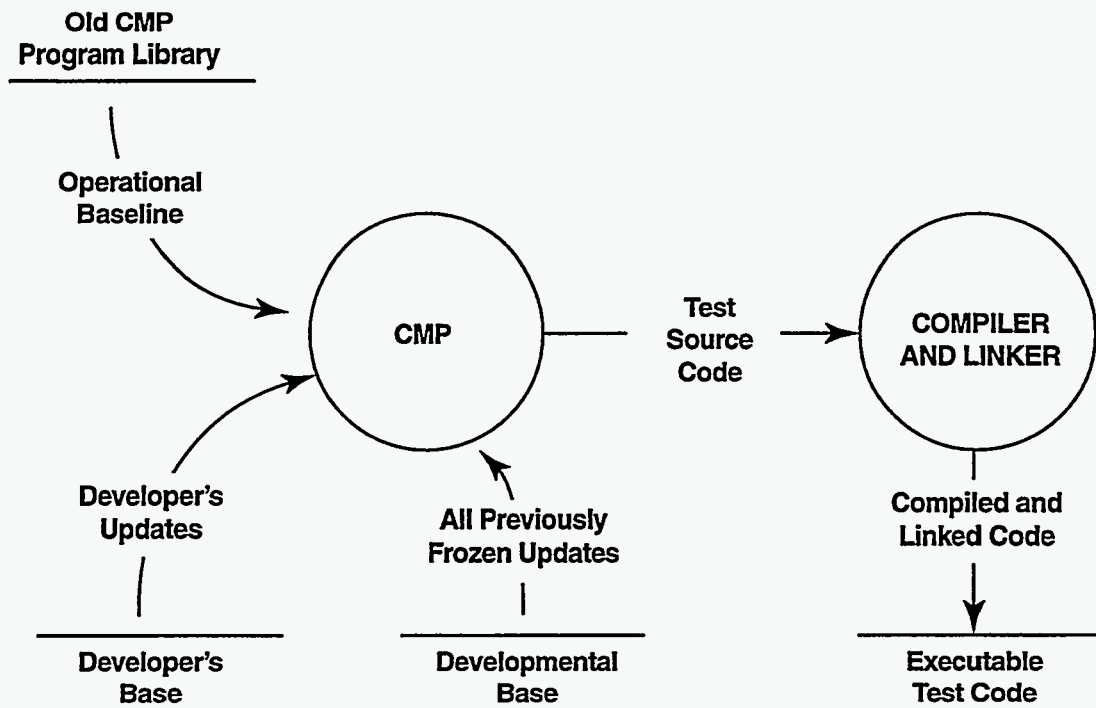 Old CMP
Program Library
Operational
Baseline
CMP
Test
Source
Code
COMPILER
AND LINKER
Developer's
Updates
All Previously
Frozen Updates
Compiled and
Linked Code
Developer's
Base
Developmental
Base
Executable
Test Code